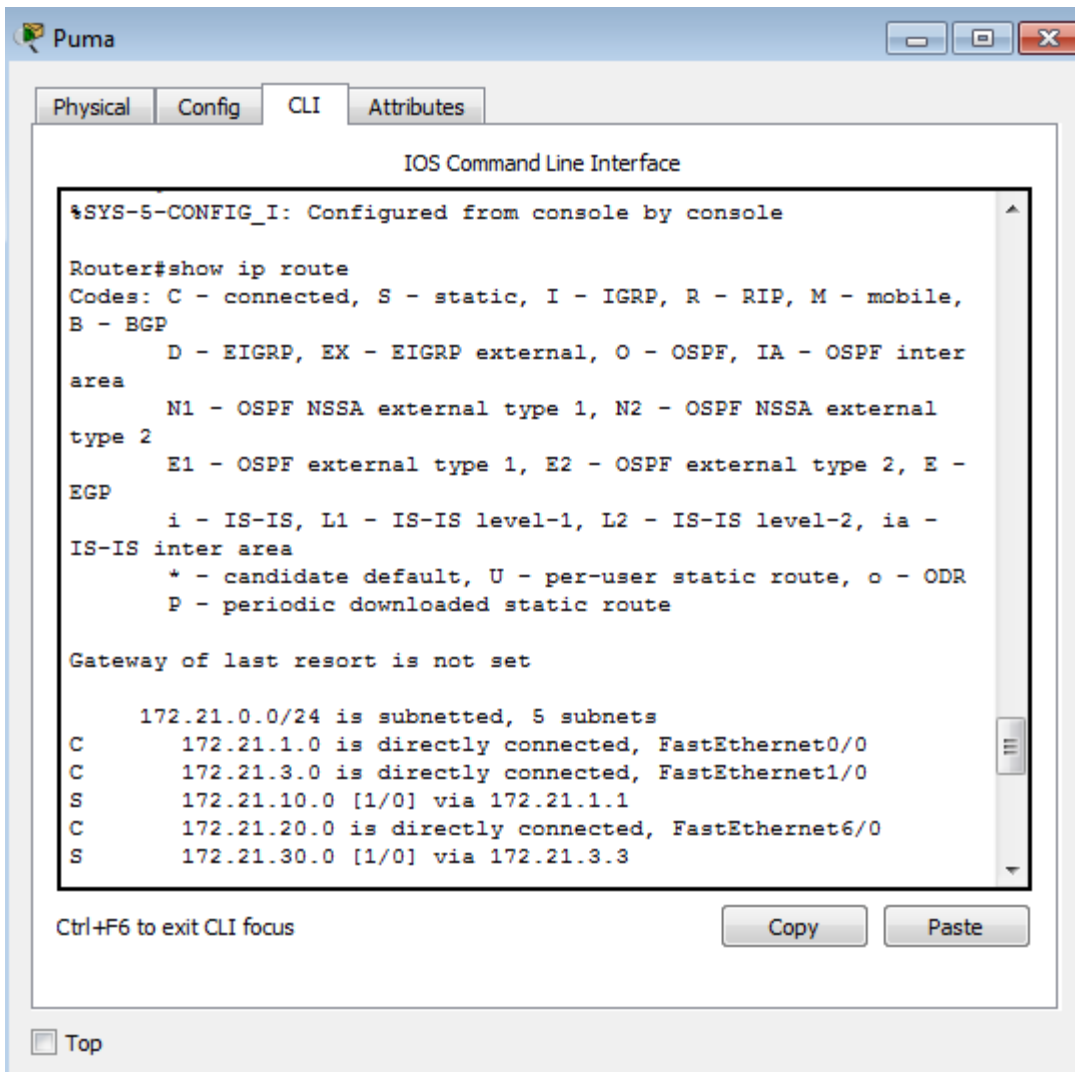 Puma
Physical Config CLI Attributes
IOS Command Line Interface
%SYS-5-CONFIG_I: Configured from console by console
Router#show ip route
Codes: C - connected, S - static, I - IGRP, R - RIP, M - mobile,
B - BGP
D - EIGRP, EX - EIGRP external, O - OSPF, IA - OSPF inter
area
N1 - OSPF NSSA external type 1, N2 - OSPF NSSA external
type 2
E1 - OSPF external type 1, E2 - OSPF external type 2, E -
EGP
i - IS-IS, L1 - IS-IS level-1, L2 - IS-IS level-2, ia -
IS-IS inter area
* - candidate default, U - per-user static route, o - ODR
P - periodic downloaded static route
Gateway of last resort is not set
172.21.0.0/24 is subnetted, 5 subnets
C 172.21.1.0 is directly connected, FastEthernet0/0
C 172.21.3.0 is directly connected, FastEthernet1/0
S 172.21.10.0 [1/0] via 172.21.1.1
C 172.21.20.0 is directly connected, FastEthernet6/0
S 172.21.30.0 [1/0] via 172.21.3.3
Ctrl+F6 to exit CLI focus Copy Paste
Top